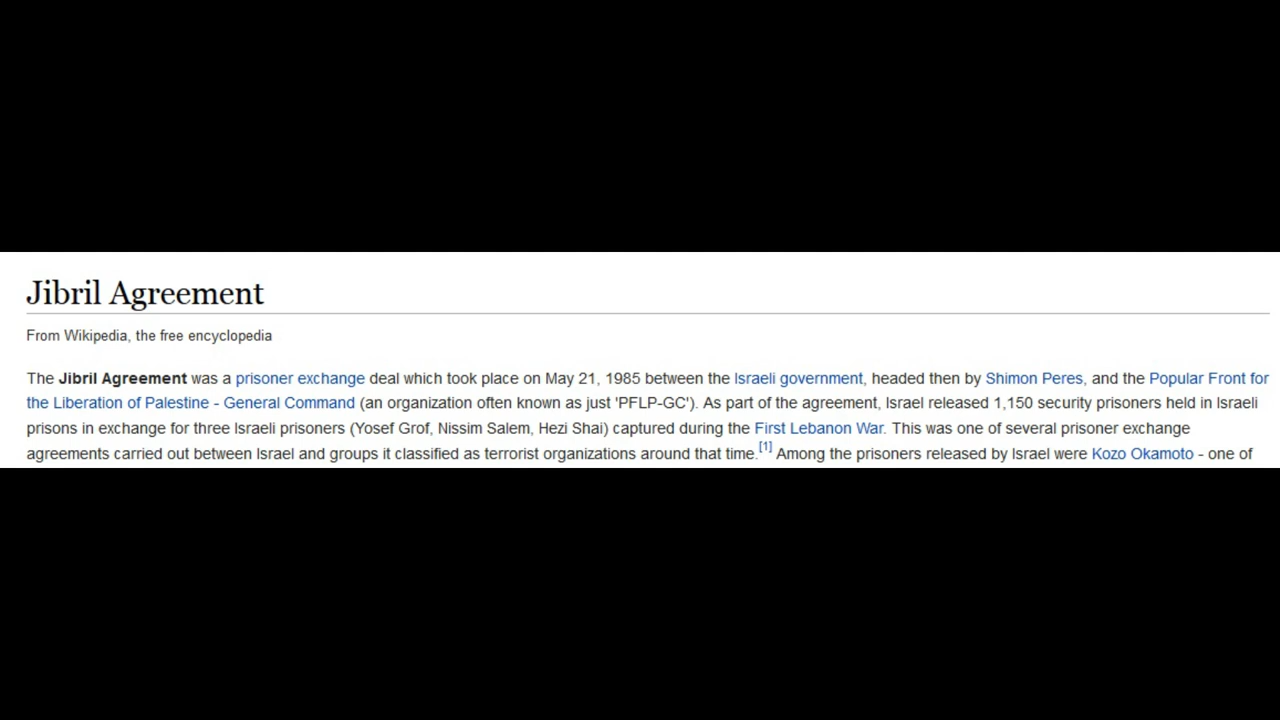 Jibril Agreement
From Wikipedia, the free encyclopedia
The Jibril Agreement was a prisoner exchange deal which took place on May 21, 1985 between the Israeli government, headed then by Shimon Peres, and the Popular Front for
the Liberation of Palestine - General Command (an organization often known as just 'PFLP-GC'). As part of the agreement, Israel released 1,150 security prisoners held in Israeli
prisons in exchange for three Israeli prisoners (Yosef Grof, Nissim Salem, Hezi Shai) captured during the First Lebanon War. This was one of several prisoner exchange
agreements carried out between Israel and groups it classified as terrorist organizations around that time.[1] Among the prisoners released by Israel were Kozo Okamoto - one of